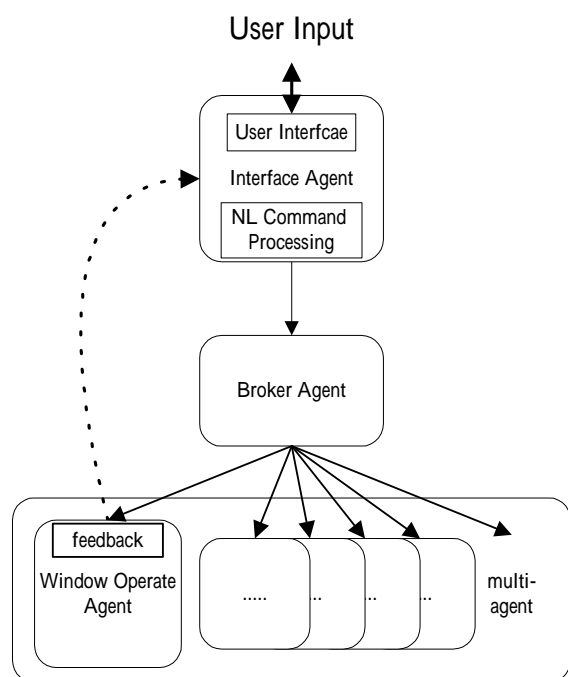 User Input
User Interfcae
Interface Agent
NL Command
Processing
Broker Agent
feedback
Window Operate
Agent
.....
...
...
...
multi-
agent